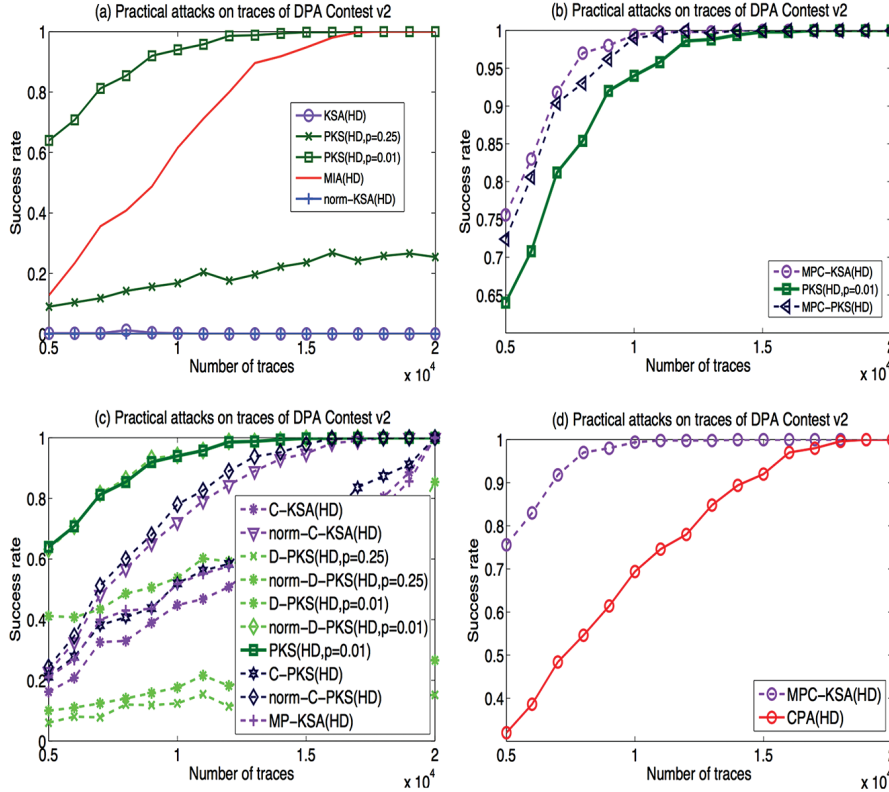 (a) Practical attacks on traces of DPA Contest v2
Success rate
1
0.8
0.6
0.4
0.2
0
0.5
1
1.5
2
Number of traces
x 10^4
KSA(HD)
PKS(HD,p=0.25)
PKS(HD,p=0.01)
MIA(HD)
norm-KSA(HD)
(b) Practical attacks on traces of DPA Contest v2
Success rate
1
0.95
0.9
0.85
0.8
0.75
0.7
0.65
0.5
1
1.5
2
Number of traces
x 10^4
MPC-KSA(HD)
PKS(HD,p=0.01)
MPC-PKS(HD)
(c) Practical attacks on traces of DPA Contest v2
Success rate
1
0.8
0.6
0.4
0.2
0
0.5
1
1.5
2
Number of traces
x 10^4
C-KSA(HD)
norm-C-KSA(HD)
D-PKS(HD,p=0.25)
norm-D-PKS(HD,p=0.25)
D-PKS(HD,p=0.01)
norm-D-PKS(HD,p=0.01)
PKS(HD,p=0.01)
C-PKS(HD)
norm-C-PKS(HD)
MP-KSA(HD)
(d) Practical attacks on traces of DPA Contest v2
Success rate
1
0.9
0.8
0.7
0.6
0.5
0.4
0.5
1
1.5
2
Number of traces
x 10^4
MPC-KSA(HD)
CPA(HD)